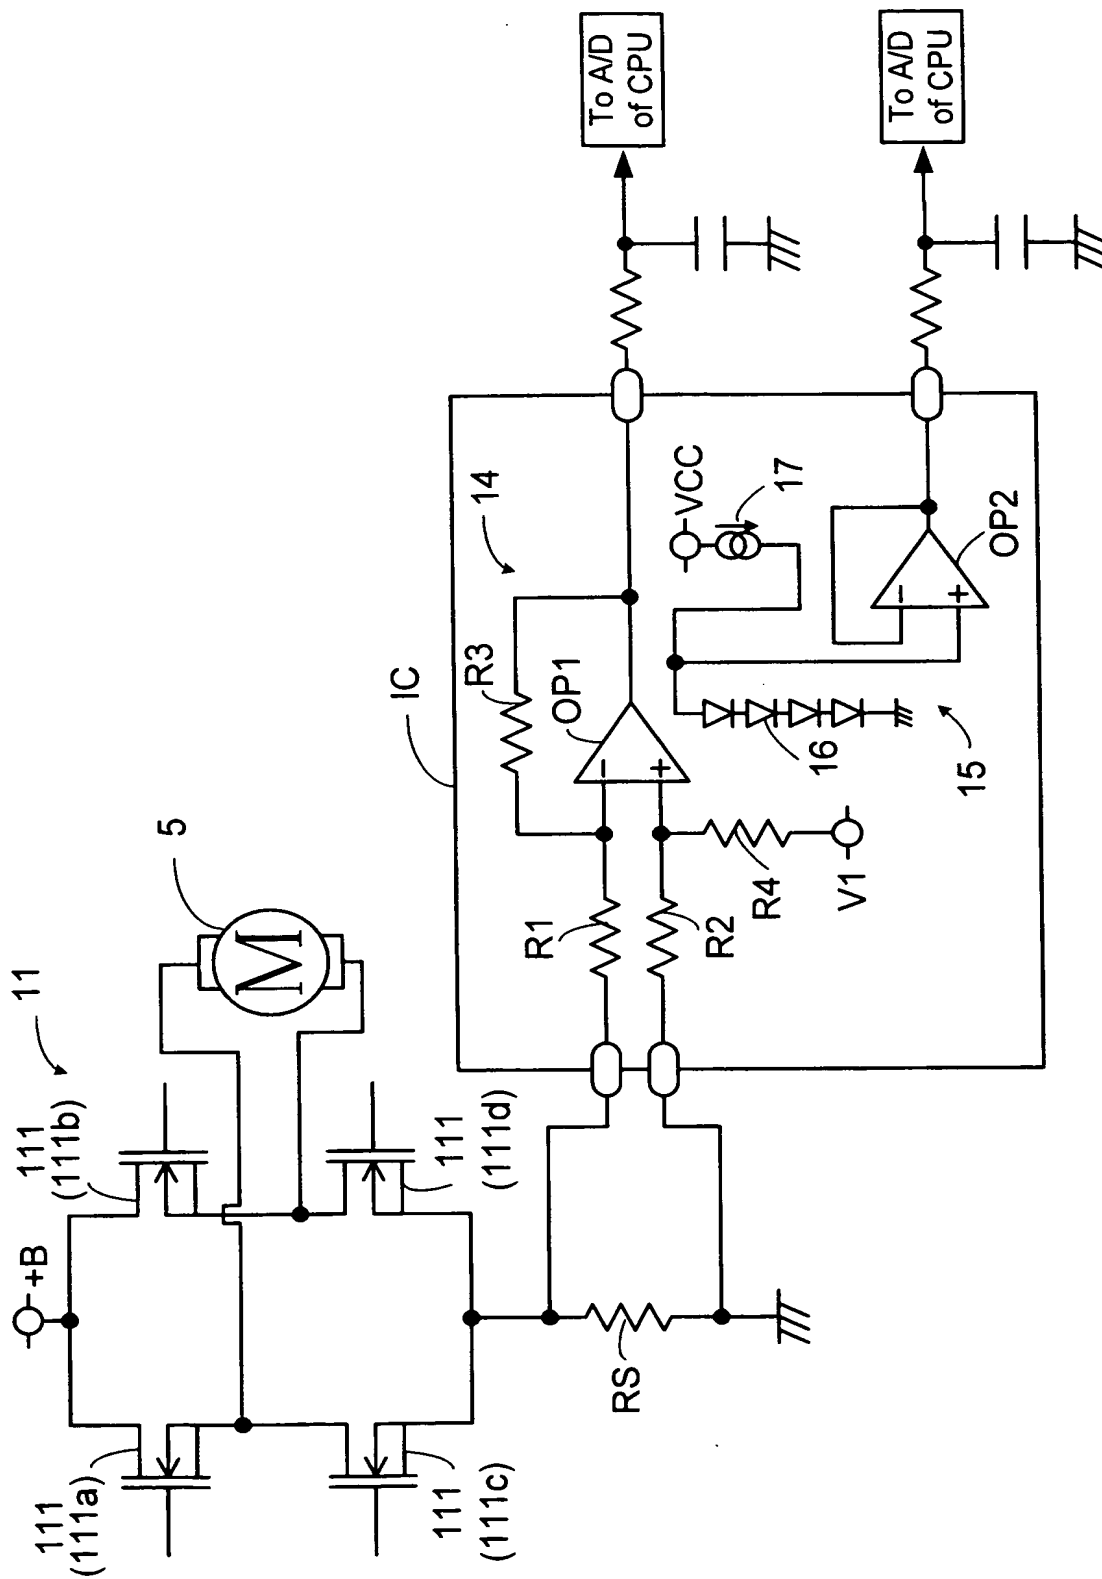 11
+B
111
(111a)
111
(111b)
5
M
111
(111c)
111
(111d)
RS
IC
14
R3
R1
OP1
-
+
R2
R4
V1
VCC
17
16
15
-
+
OP2
To A/D
of CPU
To A/D
of CPU